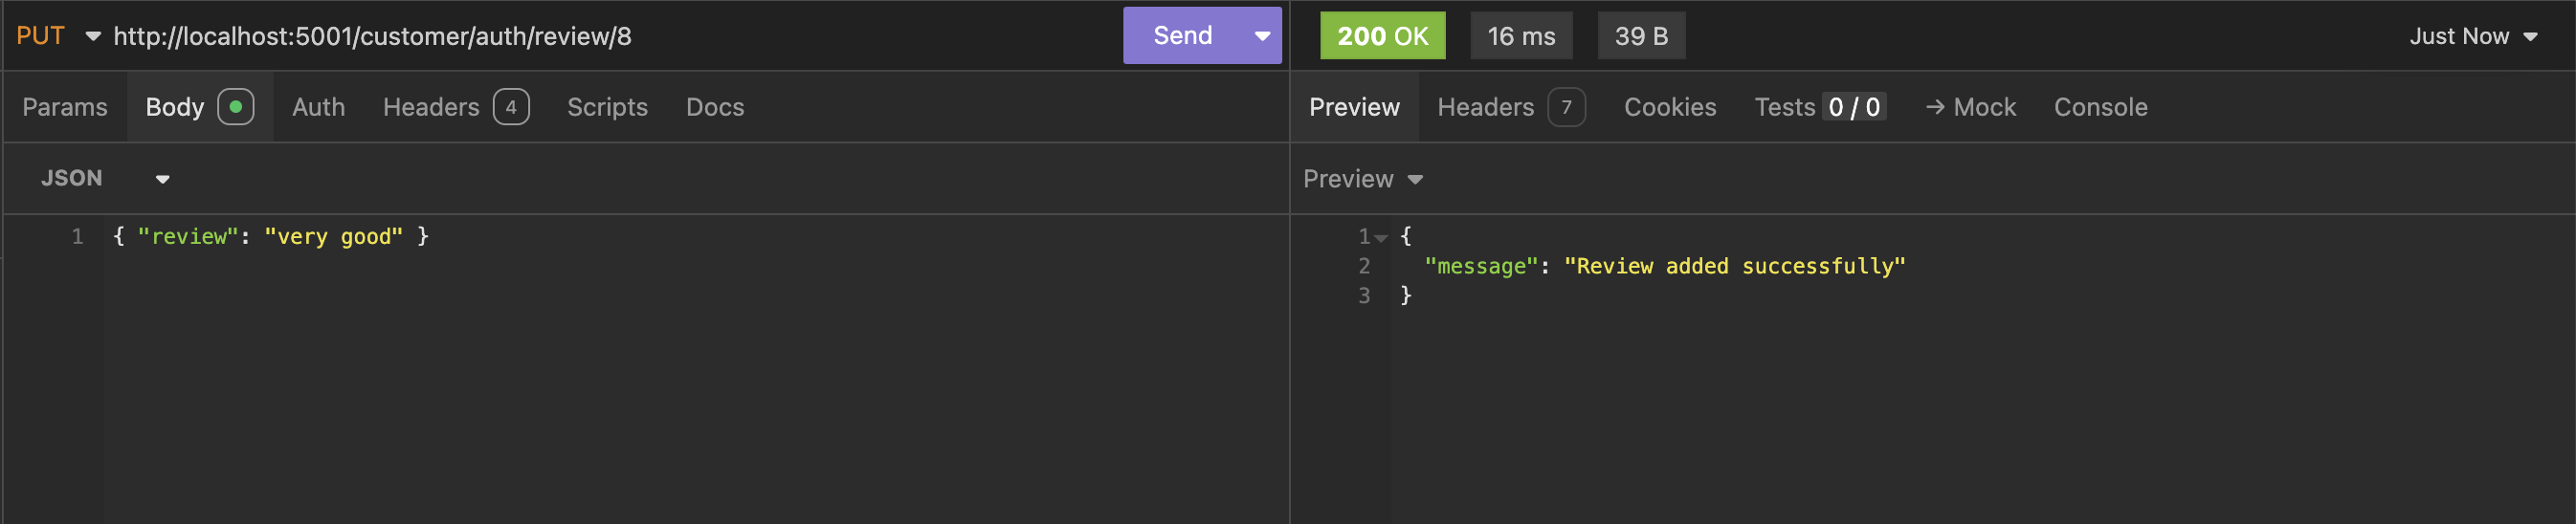 PUT http://localhost:5001/customer/auth/review/8 Send
200 OK 16 ms 39 B Just Now
Params Body Auth Headers 4 Scripts Docs
Preview Headers 7 Cookies Tests 0 / 0 → Mock Console
JSON
Preview
1 { "review": "very good" }
1 {
2 "message": "Review added successfully"
3 }